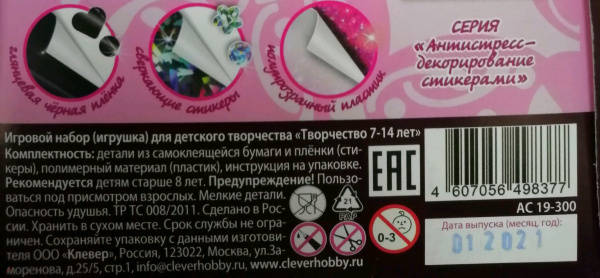 глянцевая чёрная плёнка
сверкающие стикеры
полупрозрачный пластик
СЕРИЯ
«Антистресс-
декорирование
стикерами»
Игровой набор (игрушка) для детского творчества «Творчество 7-14 лет»
Комплектность: детали из самоклеящейся бумаги и плёнки (сти-
керы), полимерный материал (пластик), инструкция на упаковке.
Рекомендуется детям старше 8 лет. Предупреждение! Пользо-
ваться под присмотром взрослых. Мелкие детали.
Опасность удушья. ТР ТС 008/2011. Сделано в Рос-
сии. Хранить в сухом месте. Срок службы не ограни-
чен. Сохраняйте упаковку с данными изготови-
теля ООО «Клевер», Россия, 123022, Москва, ул.За-
моренова, д.25/5, стр.1, info@cleverhobby.ru, www.cleverhobby.ru
EAC
21
PAP
0-3
4 607056 498377
АС 19-300
Дата выпуска (месяц, год):
01 2021